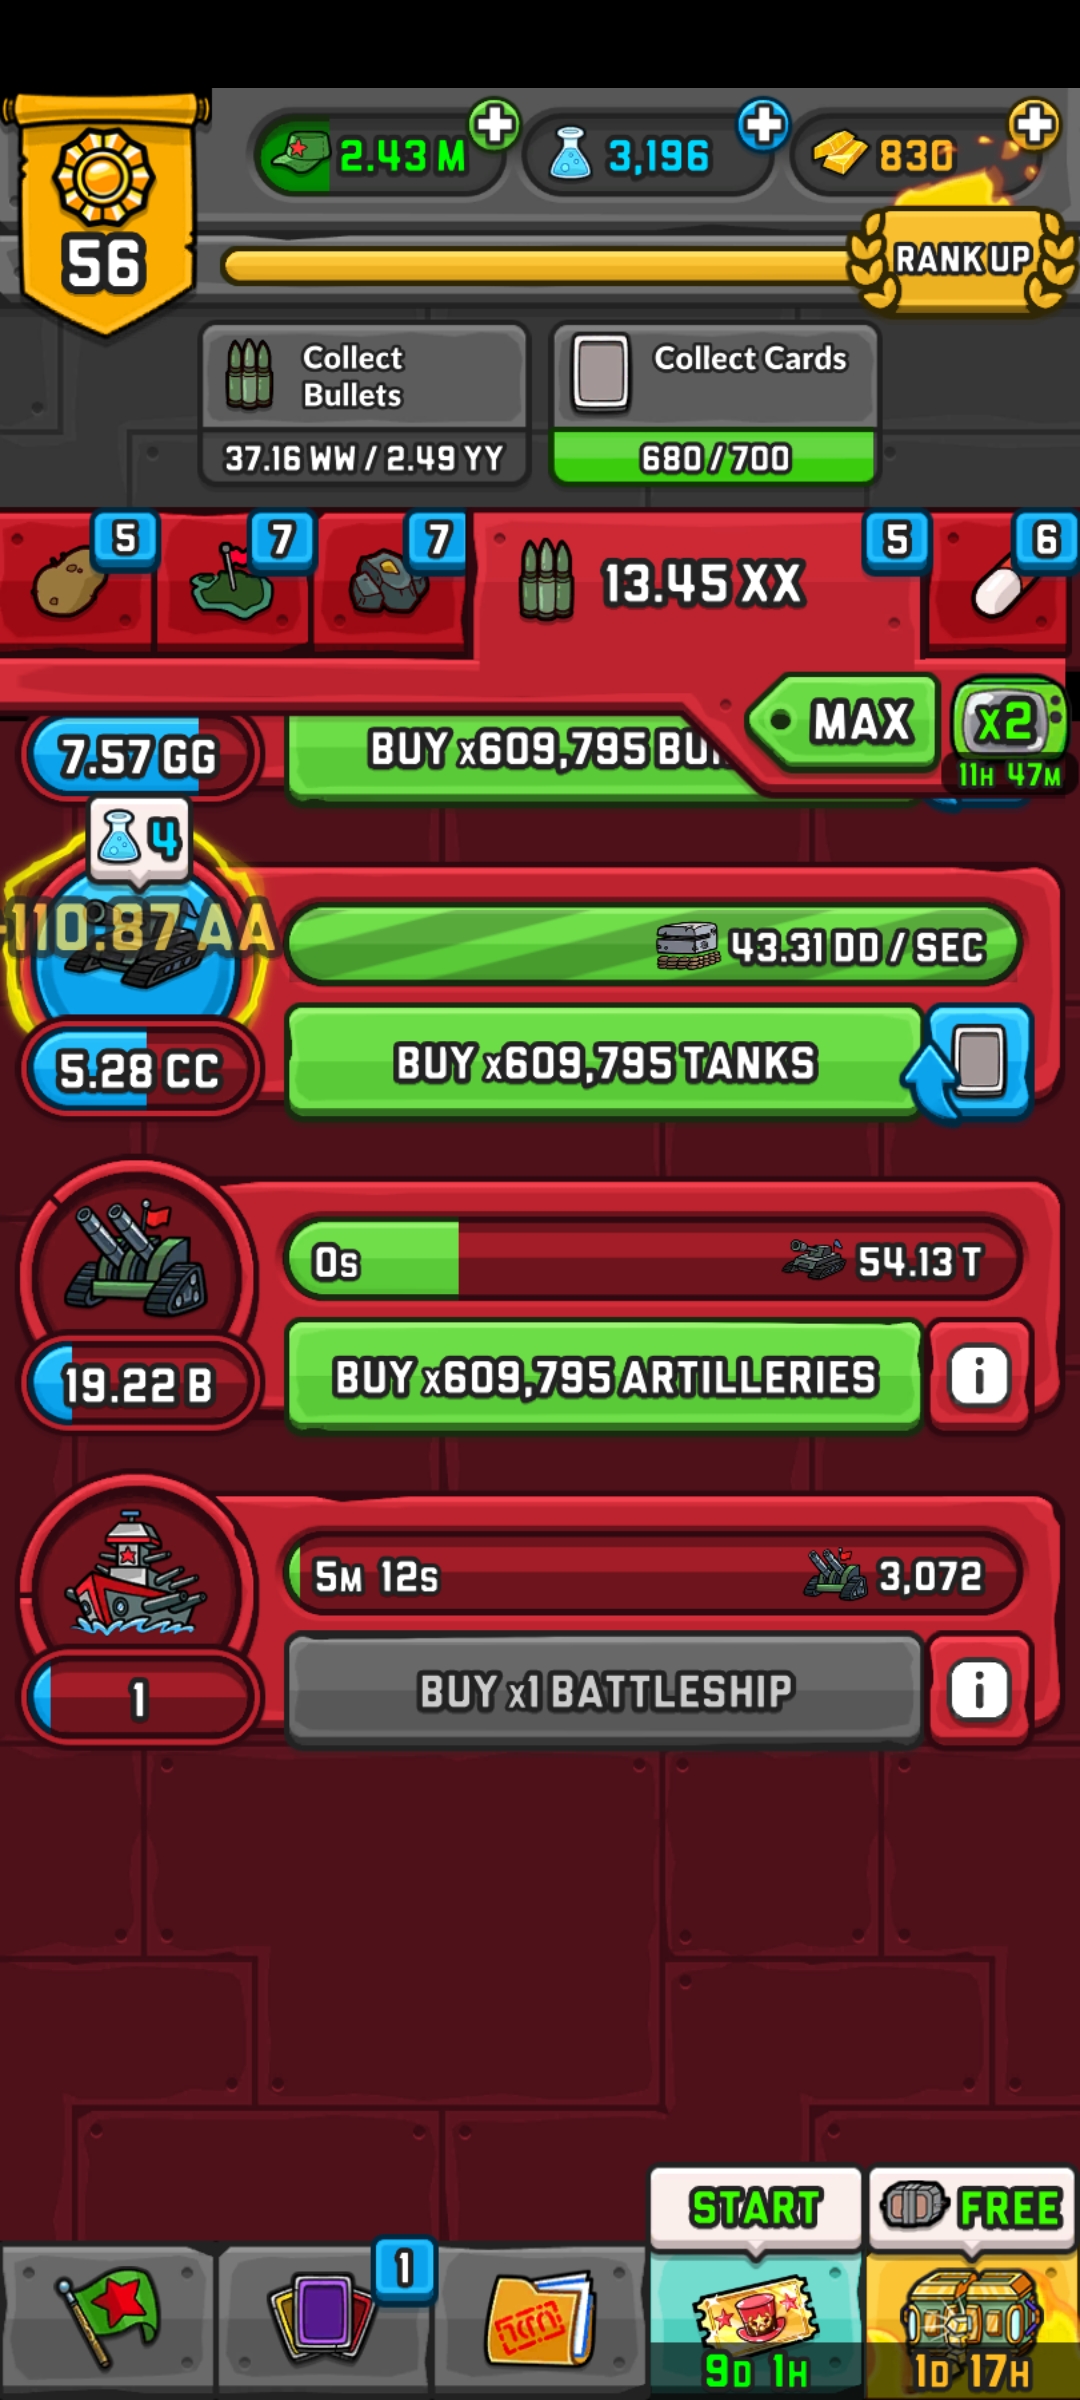 56
2.43 M
3,196
830
RANK UP
Collect
Bullets
37.16 WW / 2.49 YY
Collect Cards
680 / 700
5
7
7
13.45 XX
5
6
MAX
x2
11H 47M
7.57 GG
BUY x609,795
4
-110.87 AA
43.31 DD / SEC
5.28 CC
BUY x609,795 TANKS
0s
54.13 T
19.22 B
BUY x609,795 ARTILLERIES
i
5M 12s
3,072
1
BUY x1 BATTLESHIP
i
START
FREE
1
9D 1H
1D 17H